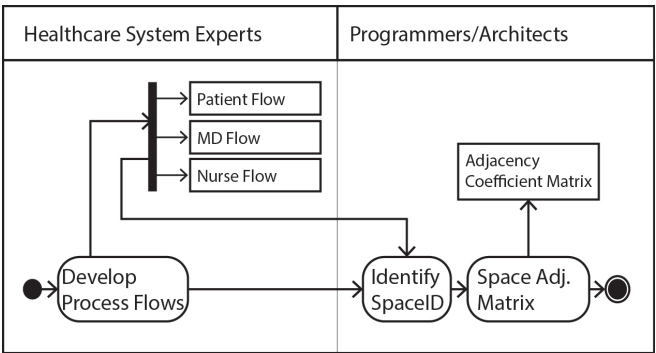 Healthcare System Experts
Programmers/Architects
Patient Flow
MD Flow
Nurse Flow
Adjacency
Coefficient Matrix
Develop
Process Flows
Identify
SpaceID
Space Adj.
Matrix